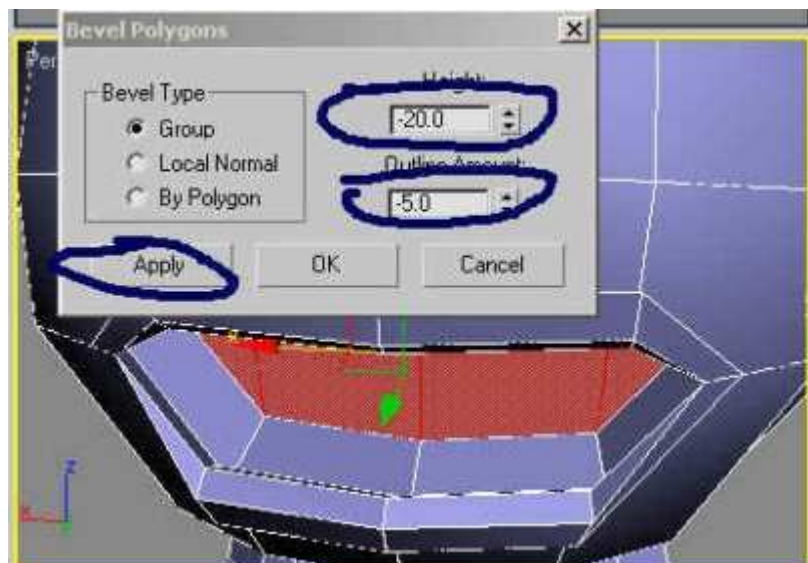 Bevel Polygons
Per
Bevel Type
Group
Local Normal
By Polygon
Height:
-20.0
Outline Amount:
-5.0
Apply
OK
Cancel
z
x